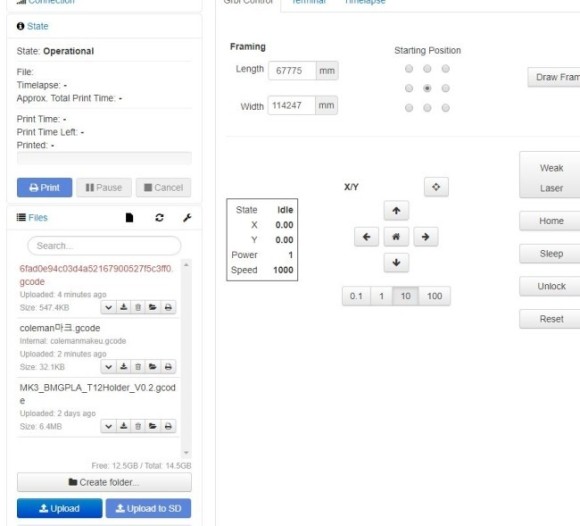 Connection
Grbl Control Terminal Timelapse
State
State: Operational
File:
Timelapse: -
Approx. Total Print Time: -
Print Time: -
Print Time Left: -
Printed: -
Print Pause Cancel
Files
Search...
6fad0e94c03d4a52167900527f5c3ff0.
gcode
Uploaded: 4 minutes ago
Size: 547.4KB
coleman마크.gcode
Internal: colemanmakeu.gcode
Uploaded: 2 minutes ago
Size: 32.1KB
MK3_BMGPLA_T12Holder_V0.2.gcod
e
Uploaded: 2 days ago
Size: 6.4MB
Free: 12.5GB / Total: 14.5GB
Create folder...
Upload Upload to SD
Framing
Length 67775 mm
Width 114247 mm
Starting Position
Draw Fram
State Idle
X 0.00
Y 0.00
Power 1
Speed 1000
X/Y
0.1 1 10 100
Weak
Laser
Home
Sleep
Unlock
Reset